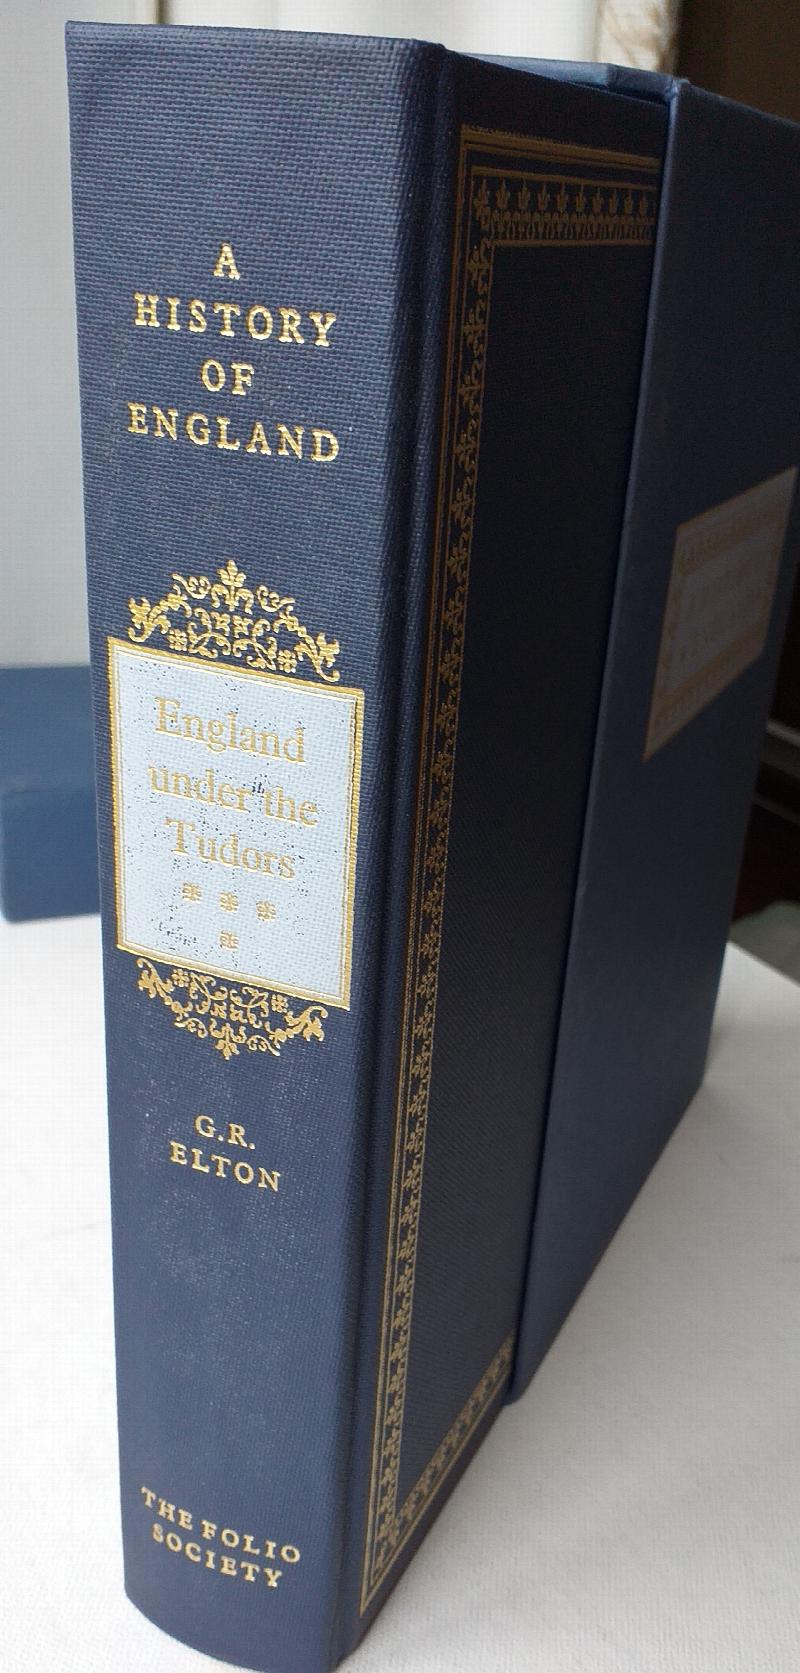 A
HISTORY
OF
ENGLAND
England
under the
Tudors
G.R.
ELTON
THE FOLIO
SOCIETY